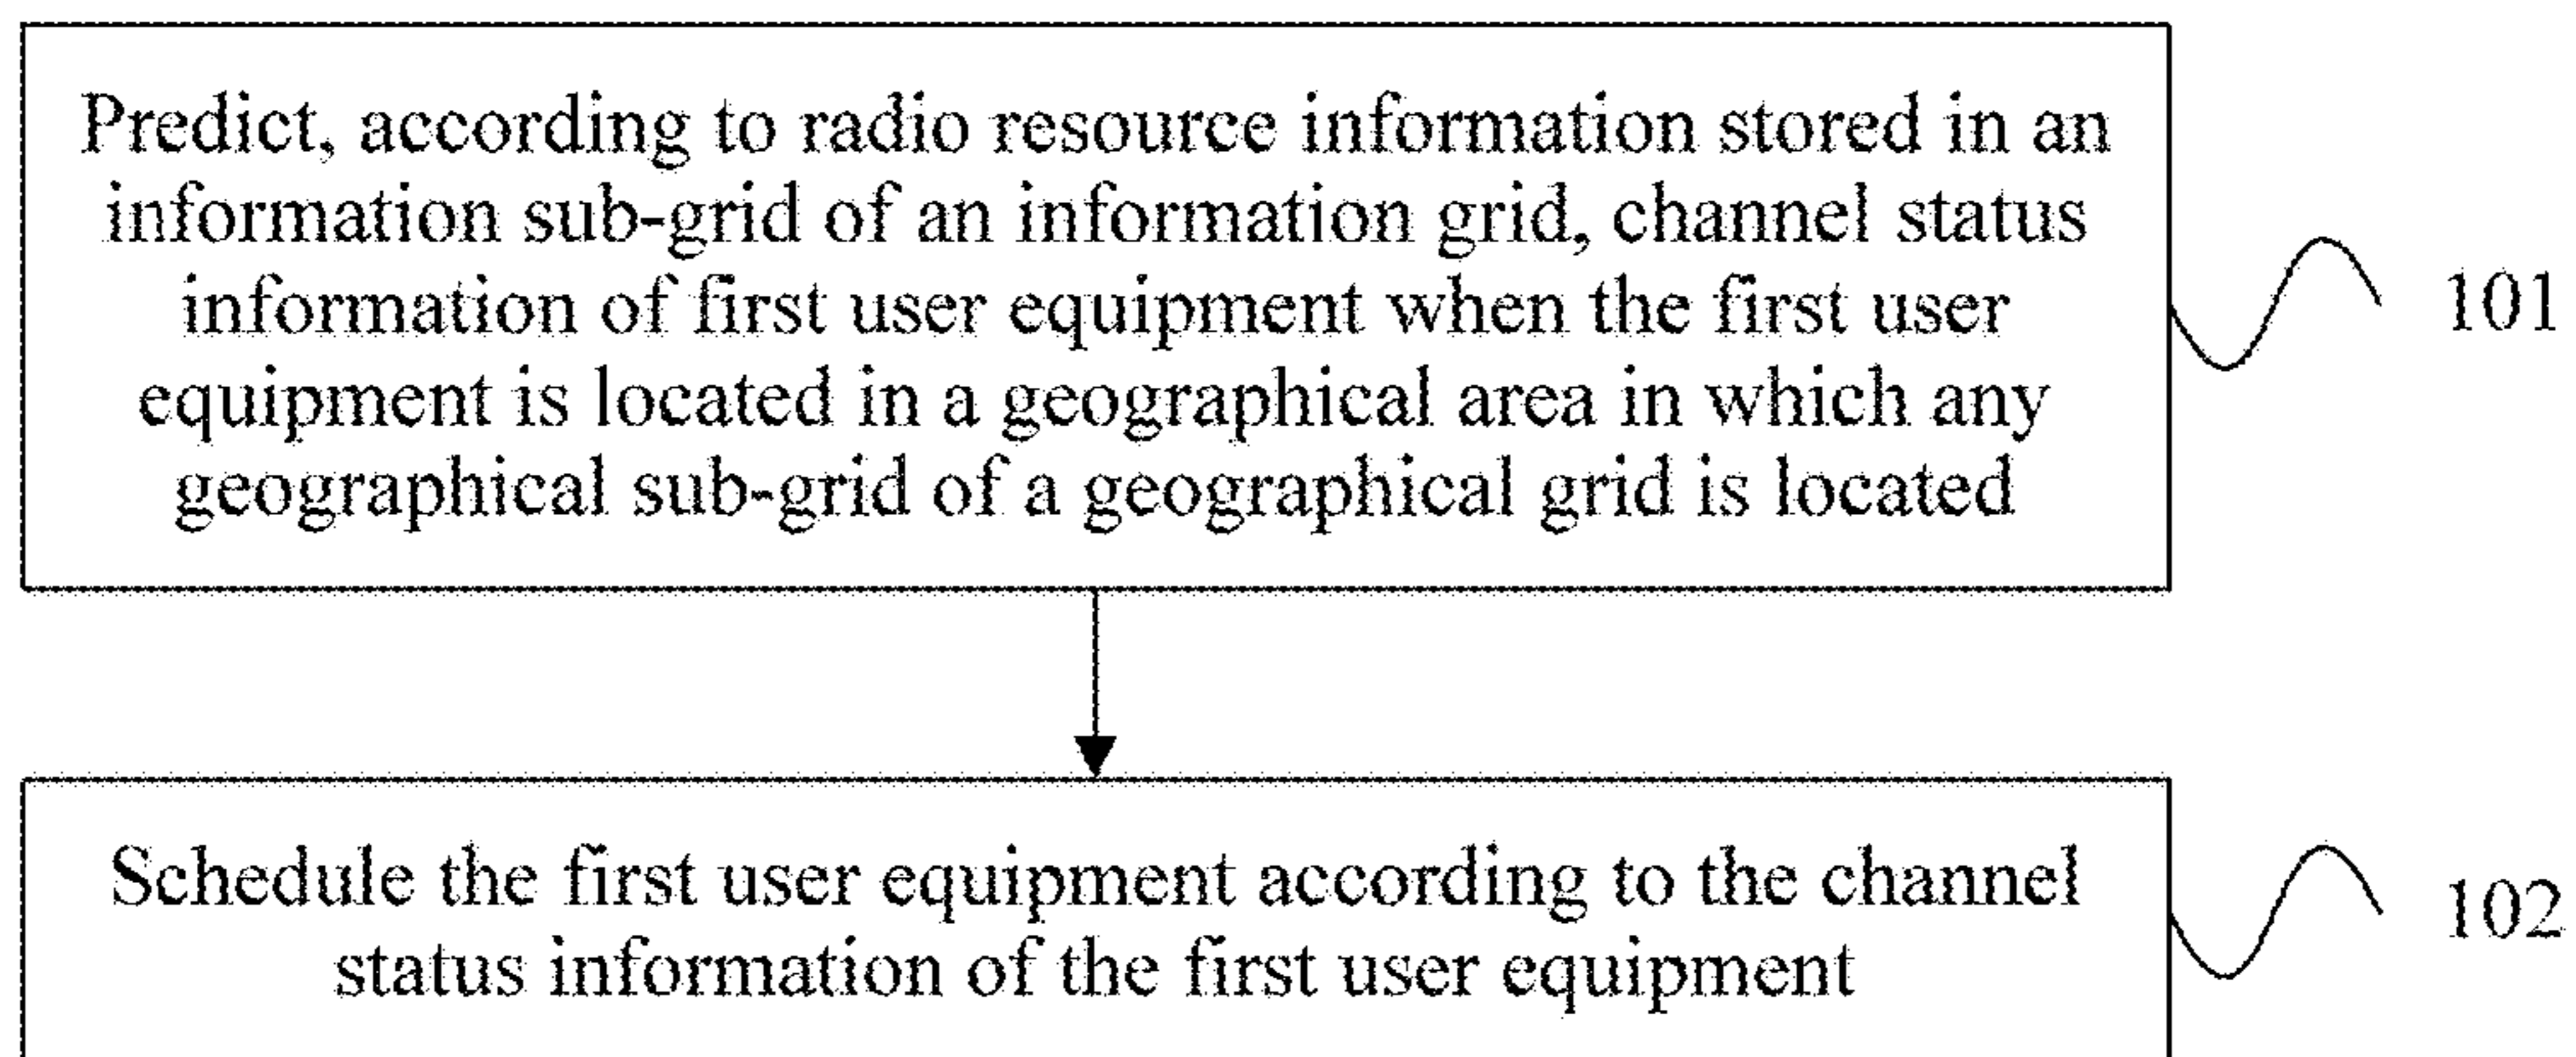 Predict, according to radio resource information stored in an
information sub-grid of an information grid, channel status
information of first user equipment when the first user
equipment is located in a geographical area in which any
geographical sub-grid of a geographical grid is located
101
Schedule the first user equipment according to the channel
status information of the first user equipment
102